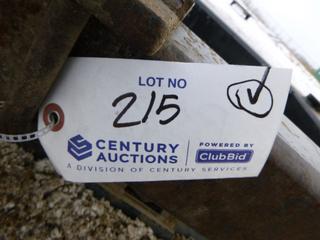 LOT NO
215
CENTURY AUCTIONS
POWERED BY
ClubBid
A DIVISION OF CENTURY SERVICES